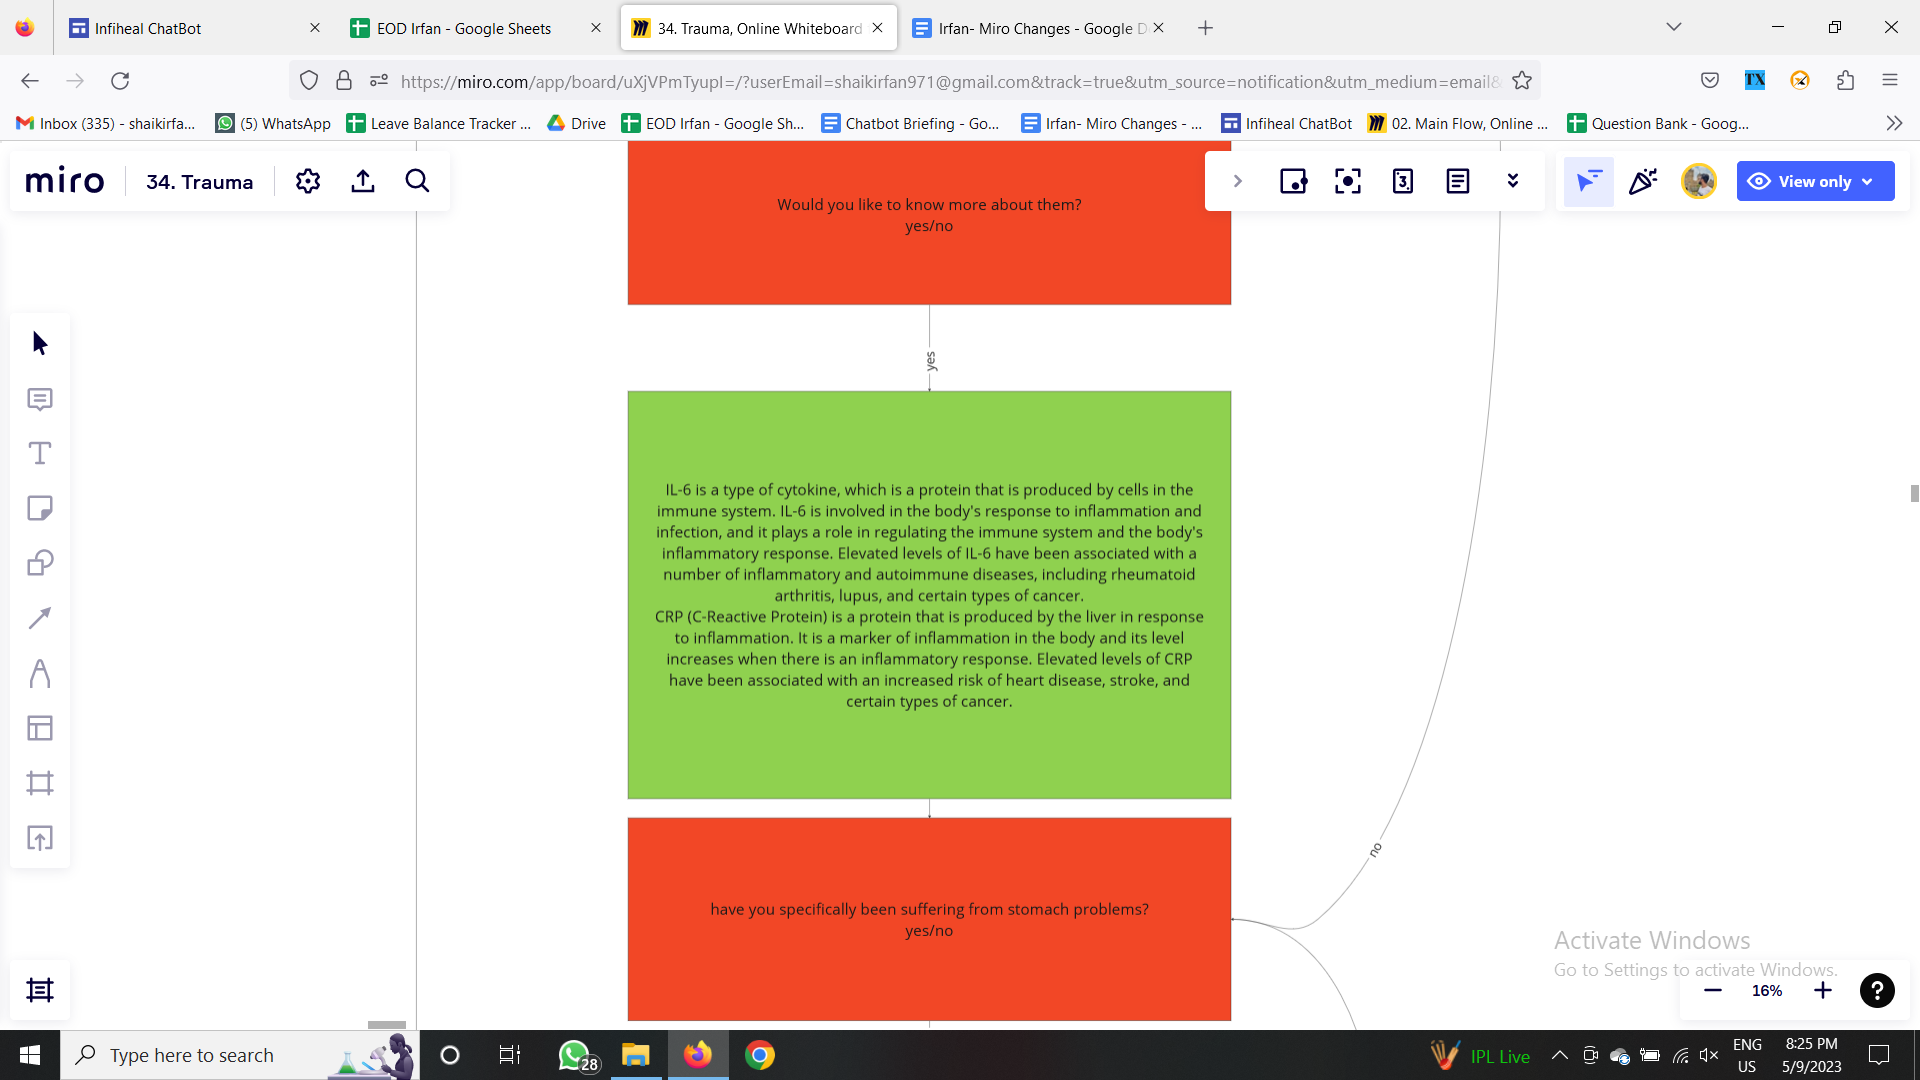 Infiheal ChatBot
EOD Irfan - Google Sheets
34. Trauma, Online Whiteboard
Irfan- Miro Changes - Google D
https://miro.com/app/board/uXjVPmTyupI=/?userEmail=shaikirfan971@gmail.com&track=true&utm_source=notification&utm_medium=email&
TX
Inbox (335) - shaikirfa...
(5) WhatsApp
Leave Balance Tracker ...
Drive
EOD Irfan - Google Sh...
Chatbot Briefing - Go...
Irfan- Miro Changes - ...
Infiheal ChatBot
02. Main Flow, Online ...
Question Bank - Goog...
miro
34. Trauma
3
View only
Would you like to know more about them?
yes/no
yes
IL-6 is a type of cytokine, which is a protein that is produced by cells in the
immune system. IL-6 is involved in the body's response to inflammation and
infection, and it plays a role in regulating the immune system and the body's
inflammatory response. Elevated levels of IL-6 have been associated with a
number of inflammatory and autoimmune diseases, including rheumatoid
arthritis, lupus, and certain types of cancer.
CRP (C-Reactive Protein) is a protein that is produced by the liver in response
to inflammation. It is a marker of inflammation in the body and its level
increases when there is an inflammatory response. Elevated levels of CRP
have been associated with an increased risk of heart disease, stroke, and
certain types of cancer.
no
have you specifically been suffering from stomach problems?
yes/no
Activate Windows
Go to Settings to activate Windows.
16%
?
Type here to search
28
IPL Live
ENG
US
8:25 PM
5/9/2023